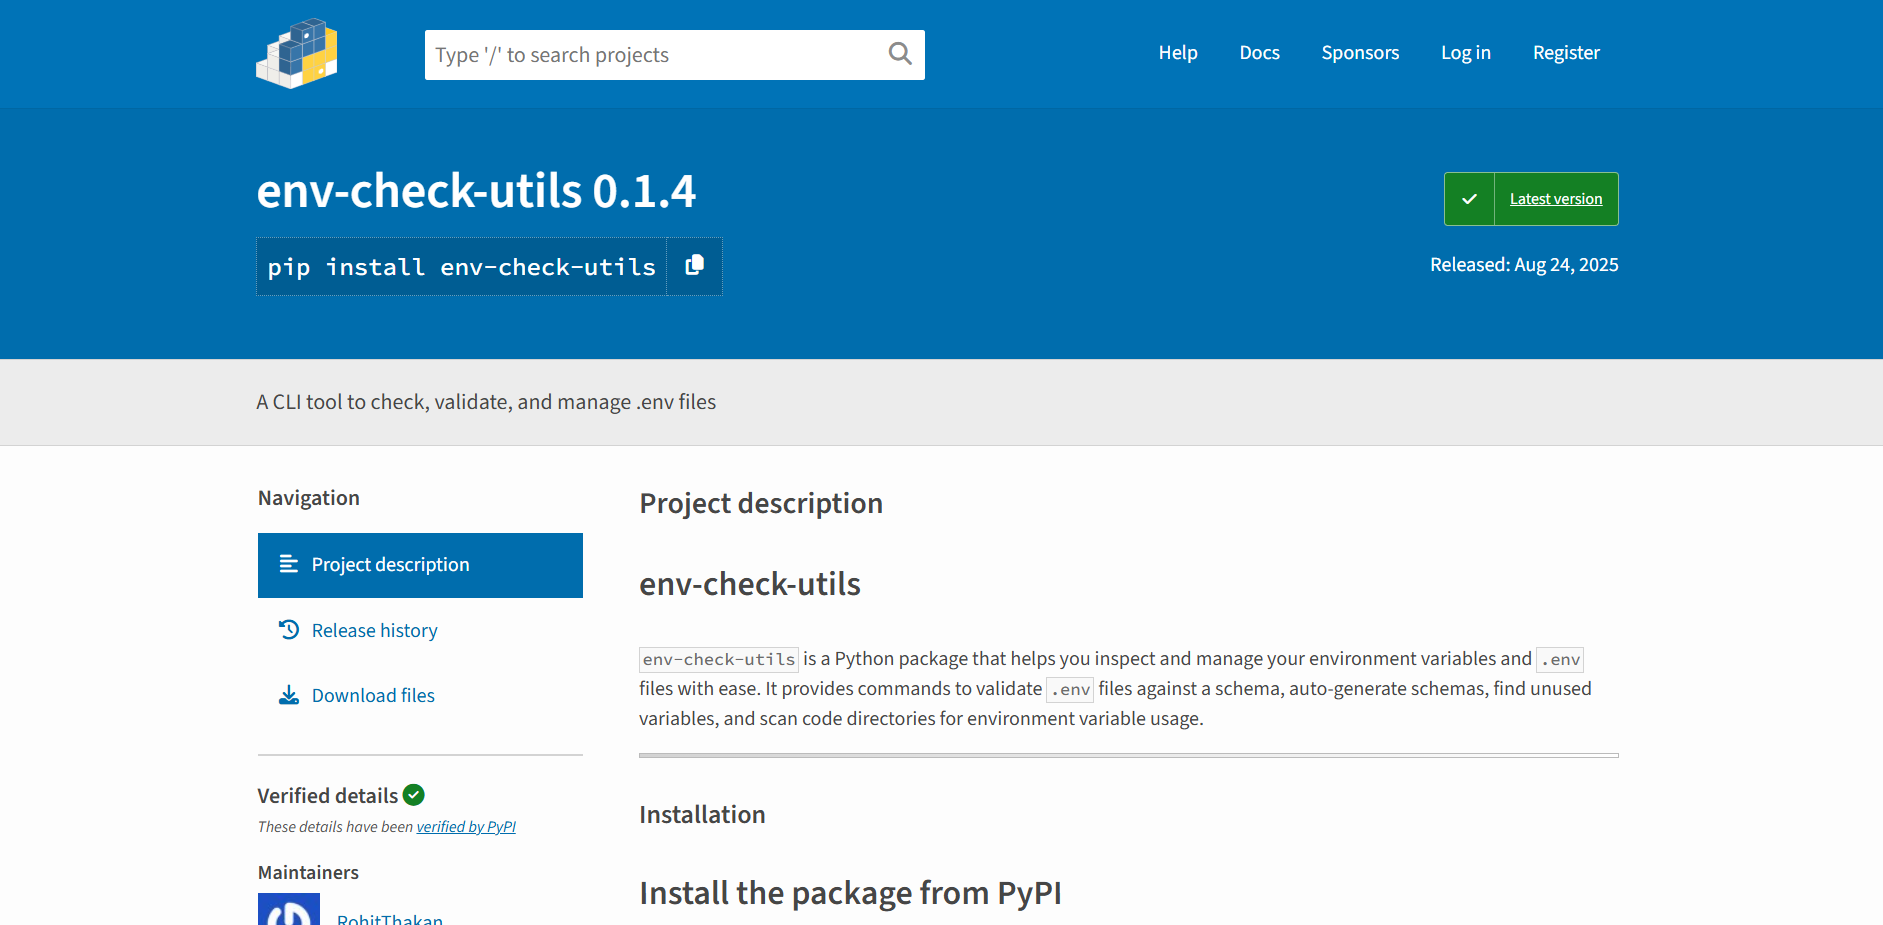 Type '/' to search projects
Help
Docs
Sponsors
Log in
Register
env-check-utils 0.1.4
pip install env-check-utils
Latest version
Released: Aug 24, 2025
A CLI tool to check, validate, and manage .env files
Navigation
Project description
Release history
Download files
Verified details
These details have been verified by PyPI
Maintainers
RohitThakan
Project description
env-check-utils
env-check-utils is a Python package that helps you inspect and manage your environment variables and .env
files with ease. It provides commands to validate .env files against a schema, auto-generate schemas, find unused
variables, and scan code directories for environment variable usage.
Installation
Install the package from PyPI